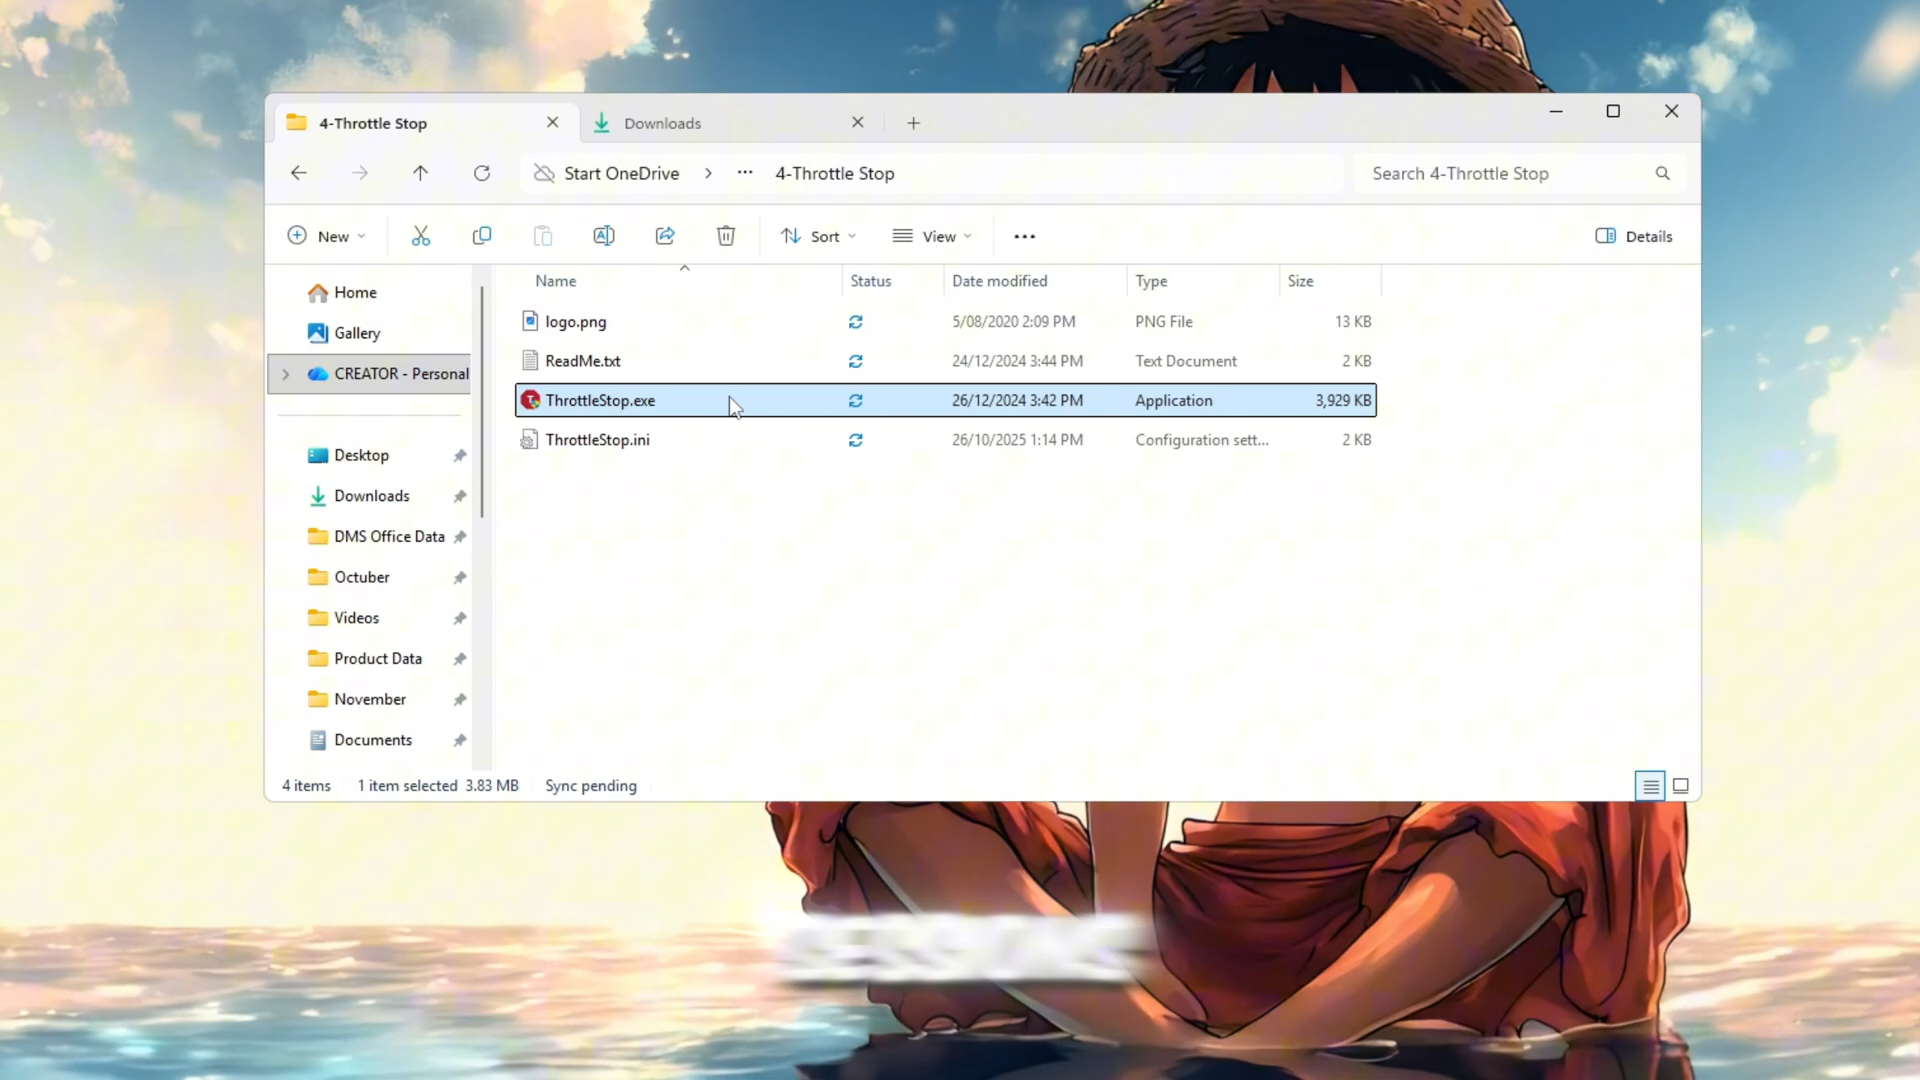 4-Throttle Stop
Downloads
Start OneDrive > ... 4-Throttle Stop
Search 4-Throttle Stop
New
Sort
View
Details
Name Status Date modified Type Size
Home
Gallery
CREATOR - Personal
Desktop
Downloads
DMS Office Data
Octuber
Videos
Product Data
November
Documents
logo.png 5/08/2020 2:09 PM PNG File 13 KB
ReadMe.txt 24/12/2024 3:44 PM Text Document 2 KB
ThrottleStop.exe 26/12/2024 3:42 PM Application 3,929 KB
ThrottleStop.ini 26/10/2025 1:14 PM Configuration sett... 2 KB
4 items 1 item selected 3.83 MB Sync pending
SESSIONS